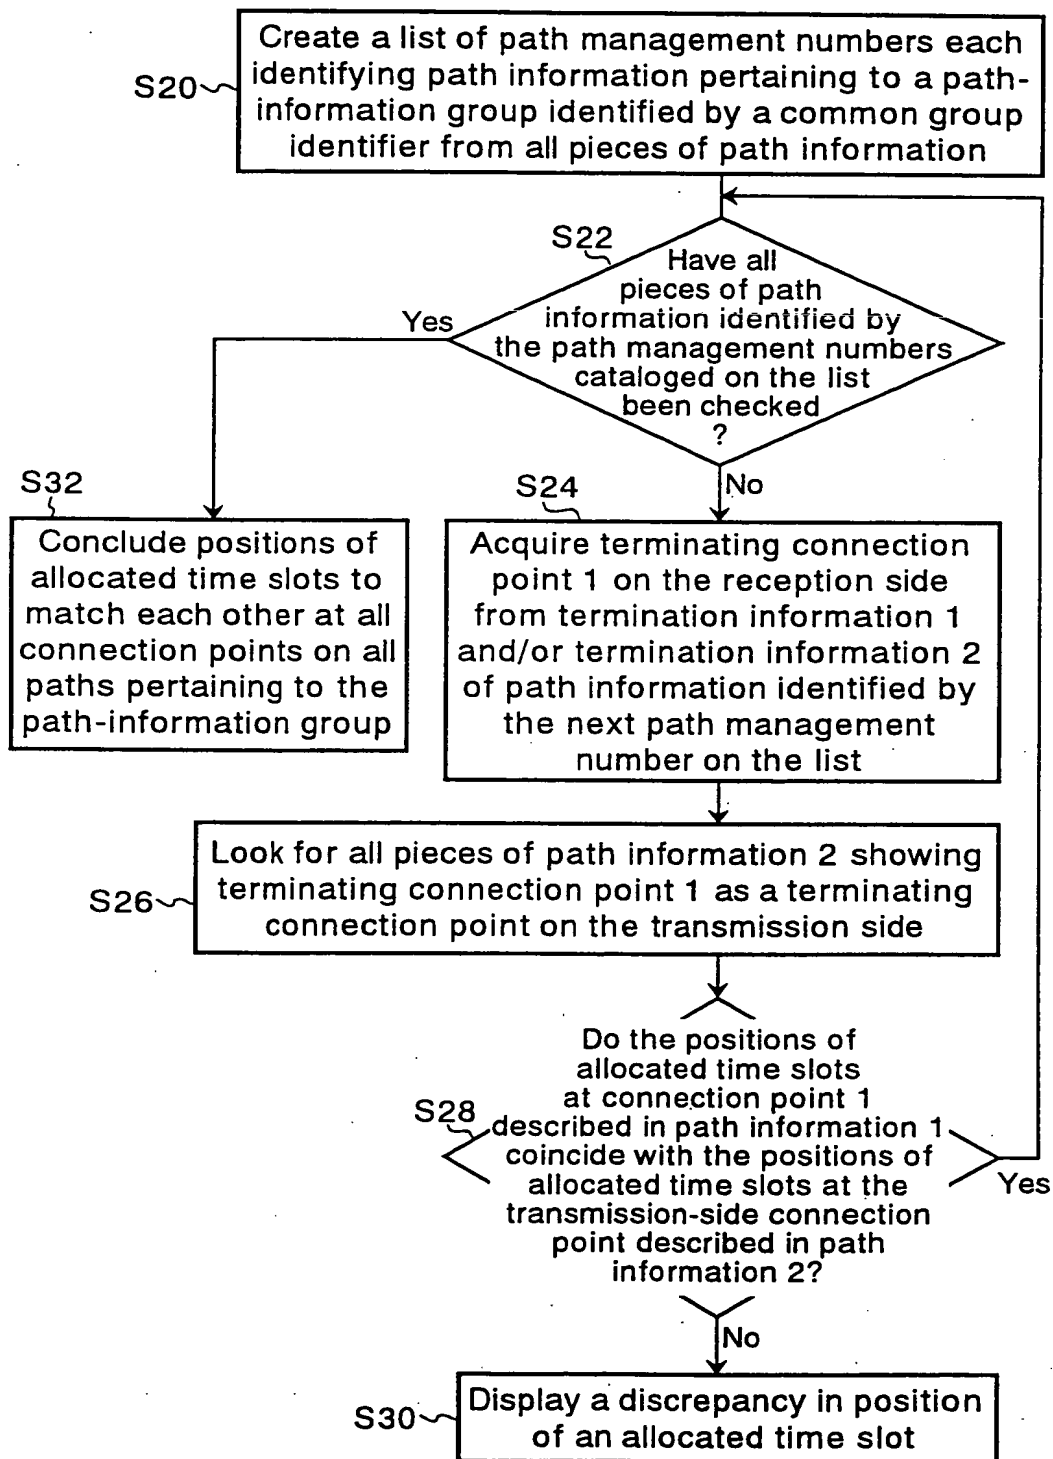 Create a list of path management numbers each
identifying path information pertaining to a path-
information group identified by a common group
identifier from all pieces of path information
S20
S22
Have all
pieces of path
information identified by
the path management numbers
cataloged on the list
been checked
?
Yes
No
S32
Conclude positions of
allocated time slots to
match each other at all
connection points on all
paths pertaining to the
path-information group
S24
Acquire terminating connection
point 1 on the reception side
from termination information 1
and/or termination information 2
of path information identified by
the next path management
number on the list
S26
Look for all pieces of path information 2 showing
terminating connection point 1 as a terminating
connection point on the transmission side
S28
Do the positions of
allocated time slots
at connection point 1
described in path information 1
coincide with the positions of
allocated time slots at the
transmission-side connection
point described in path
information 2?
Yes
No
S30
Display a discrepancy in position
of an allocated time slot